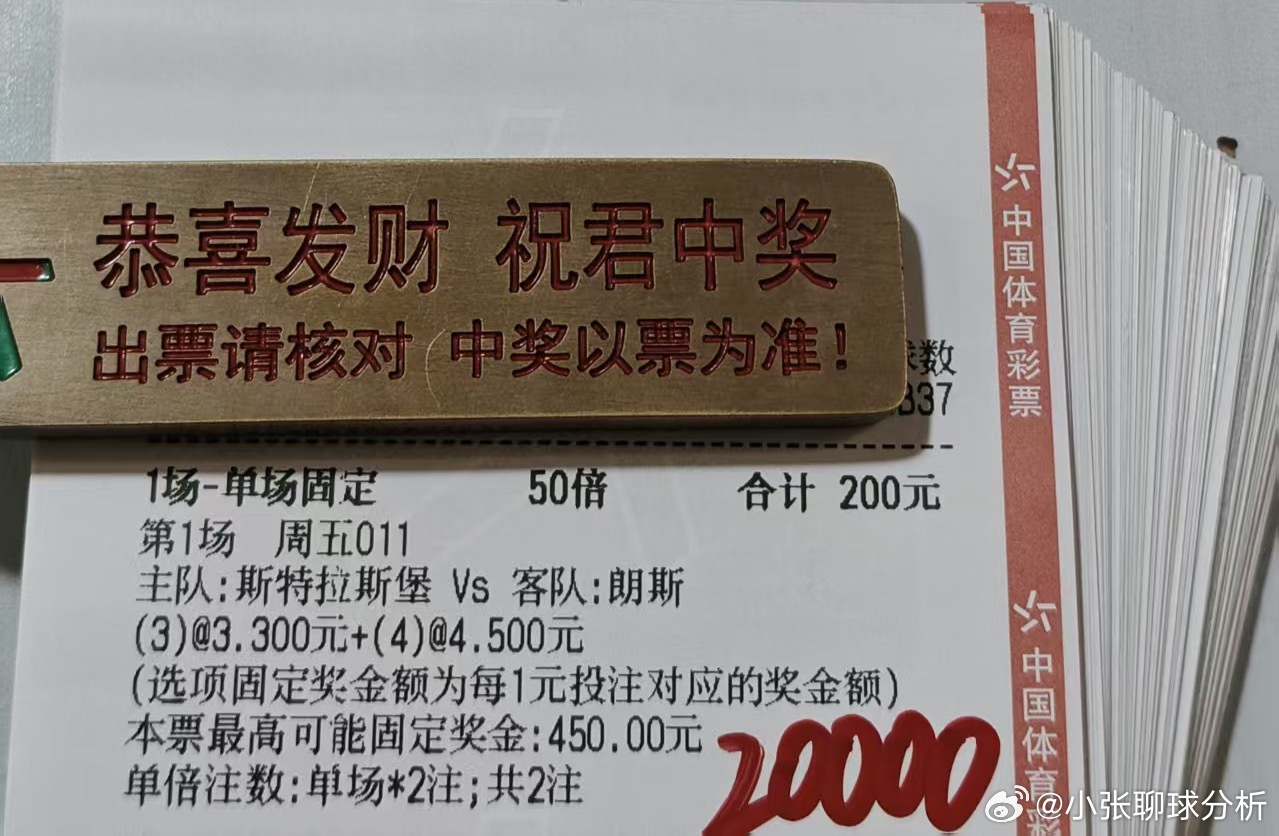 恭喜发财 祝君中奖
出票请核对 中奖以票为准!
数
337
1场-单场固定 50倍 合计 200元
第1场 周五011
主队:斯特拉斯堡 Vs 客队:朗斯
(3)@3.300元+(4)@4.500元
(选项固定奖金额为每1元投注对应的奖金额)
本票最高可能固定奖金:450.00元
单倍注数:单场*2注;共2注
20000
中国体育彩票
中国体育彩
@小张聊球分析